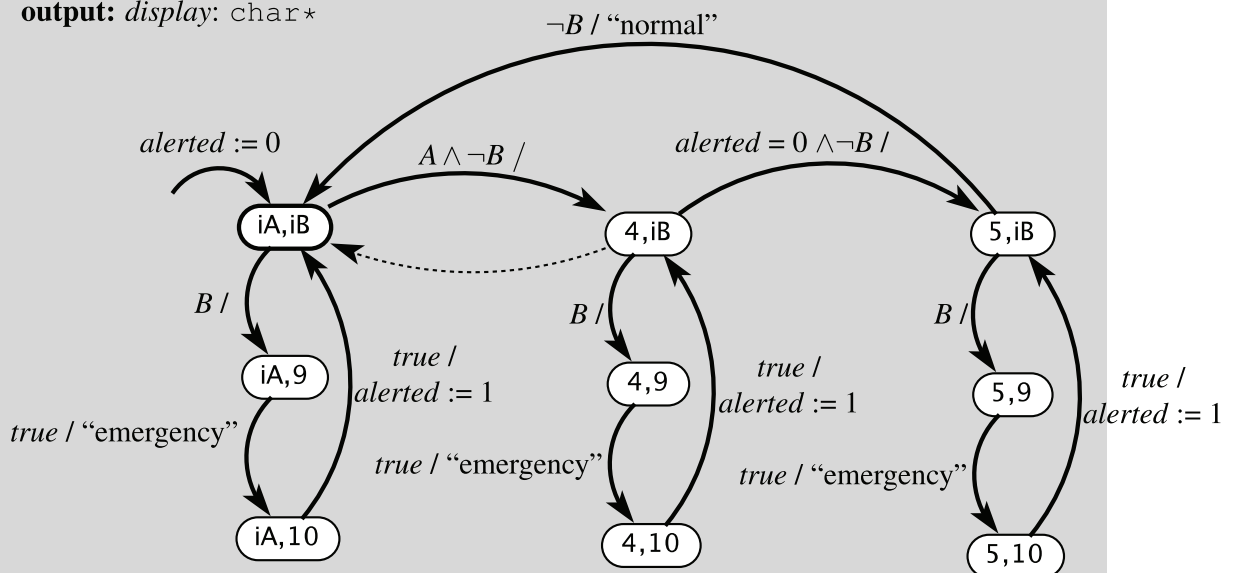 output: display: char*
¬B / “normal”
alerted := 0
A ∧ ¬B /
alerted = 0 ∧¬B /
iA,iB
4,iB
5,iB
B /
B /
B /
iA,9
4,9
5,9
true /
alerted := 1
true /
alerted := 1
true /
alerted := 1
true / “emergency”
true / “emergency”
true / “emergency”
iA,10
4,10
5,10